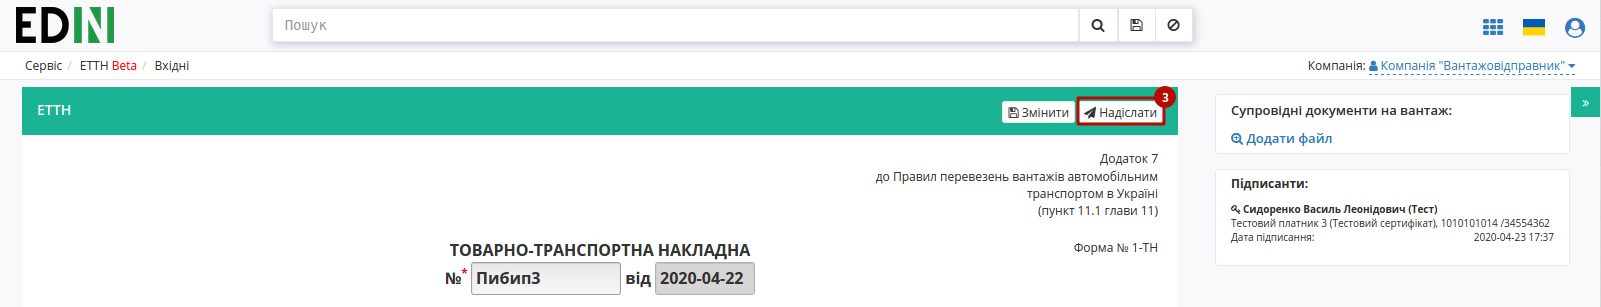 EDIN
Пошук
Сервіс / ЕТТН Beta / Вхідні
Компанія: Компанія "Вантажовідправник"
ЕТТН
Змінити
Надіслати
3
»
Додаток 7
до Правил перевезень вантажів автомобільним
транспортом в Україні
(пункт 11.1 глави 11)
Форма № 1-ТН
ТОВАРНО-ТРАНСПОРТНА НАКЛАДНА
№* Пибип3 від 2020-04-22
Супровідні документи на вантаж:
Додати файл
Підписанти:
Сидоренко Василь Леонідович (Тест)
Тестовий платник 3 (Тестовий сертифікат), 1010101014 /34554362
Дата підписання: 2020-04-23 17:37